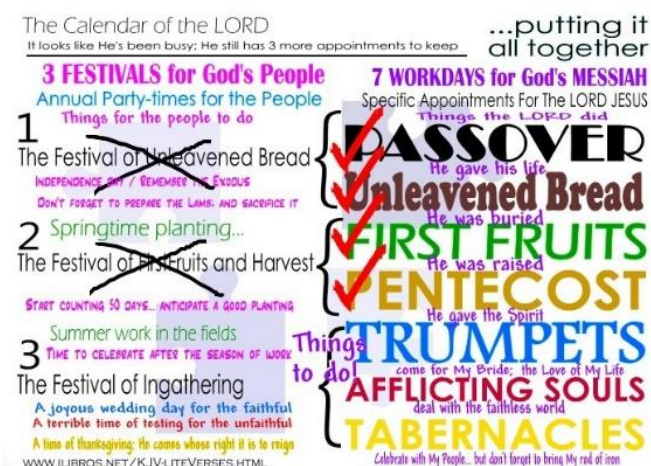 The Calendar of the LORD
It looks like He's been busy; He still has 3 more appointments to keep
...putting it
all together
3 FESTIVALS for God's People
Annual Party-times for the People
Things for the people to do
1
The Festival of Unleavened Bread
Independence Day / Remember the Exodus
Don't forget to prepare the Lamb; and sacrifice it
2 Springtime planting...
The Festival of FirstFruits and Harvest
Start counting 50 days... anticipate a good planting
Summer work in the fields
3 Time to celebrate after the season of work
The Festival of Ingathering
A joyous wedding day for the faithful
A terrible time of testing for the unfaithful
A time of thanksgiving; He comes whose right it is to reign
WWW.ILIBROS.NET/KJV-LITEVERSES.HTML
7 WORKDAYS for God's MESSIAH
Specific Appointments For The LORD JESUS
Things the LORD did
PASSOVER
He gave his life
Unleavened Bread
He was buried
FIRST FRUITS
He was raised
PENTECOST
He gave the Spirit
Things
to do!
TRUMPETS
come for My Bride; the Love of My Life
AFFLICTING SOULS
deal with the faithless world
TABERNACLES
Celebrate with My People... but don't forget to bring My rod of iron